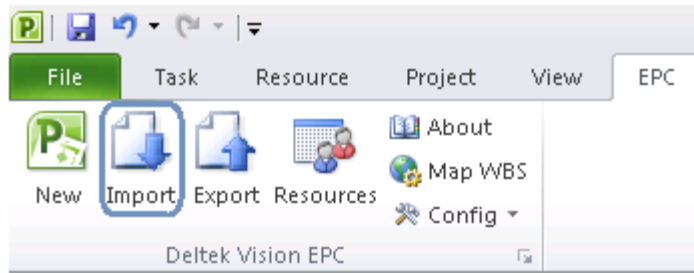 File Task Resource Project View EPC
About
Map WBS
New Import Export Resources
Config
Deltek Vision EPC